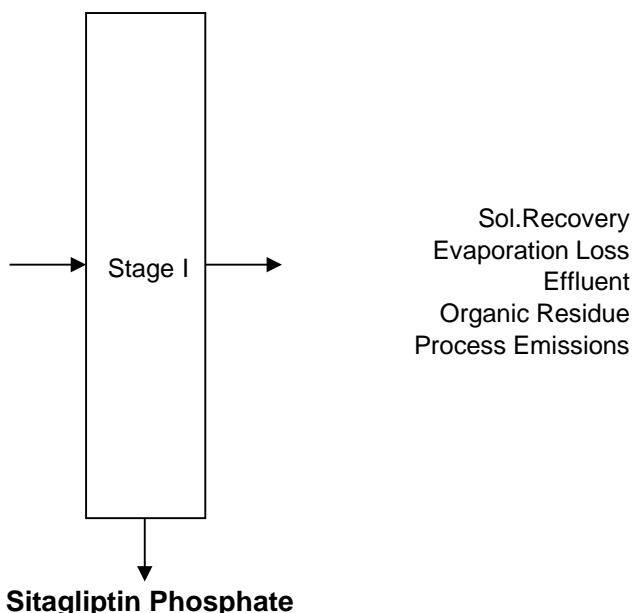 Stage I
Sol.Recovery
Evaporation Loss
Effluent
Organic Residue
Process Emissions
Sitagliptin Phosphate